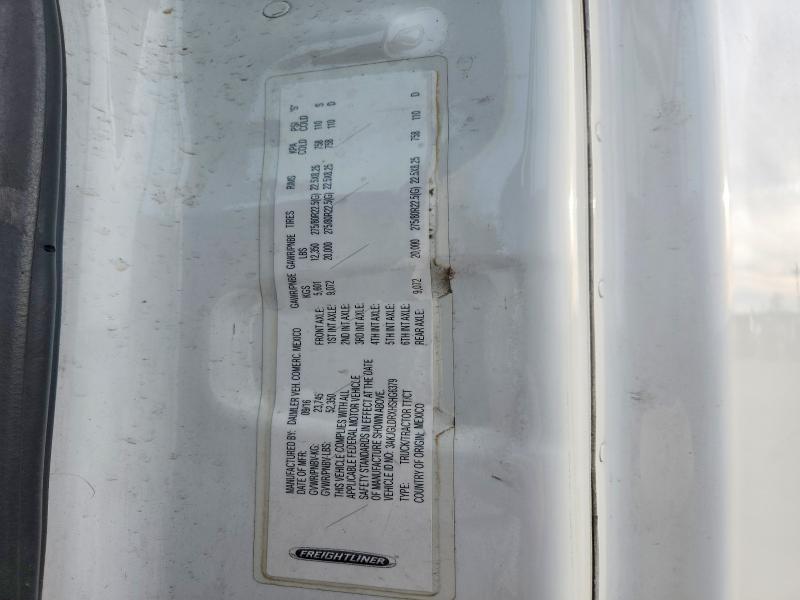 FREIGHTLINER
MANUFACTURED BY: DAIMLER VEH. COMERC. MEXICO
DATE OF MFR: 09/16
GVWR/PNBV-KG: 23,745
GVWR/PNBV-LBS: 52,350
THIS VEHICLE COMPLIES WITH ALL
APPLICABLE FEDERAL MOTOR VEHICLE
SAFETY STANDARDS IN EFFECT AT THE DATE
OF MANUFACTURE SHOWN ABOVE.
VEHICLE ID NO: 3AKJGLDRXHSHG8379
TYPE: TRUCK/TRACTOR TT/CT
COUNTRY OF ORIGIN: MEXICO
GAWR/PNBE GAWR/PNBE TIRES RIMS KPA PSI 'S'
KGS LBS COLD COLD
FRONT AXLE: 5,601 12,350 275/80R22.5(G) 22.5X8.25 758 110 S
1ST INT AXLE: 9,072 20,000 275/80R22.5(G) 22.5X8.25 758 110 D
2ND INT AXLE:
3RD INT AXLE:
4TH INT AXLE:
5TH INT AXLE:
6TH INT AXLE:
REAR AXLE: 9,072 20,000 275/80R22.5(G) 22.5X8.25 758 110 D